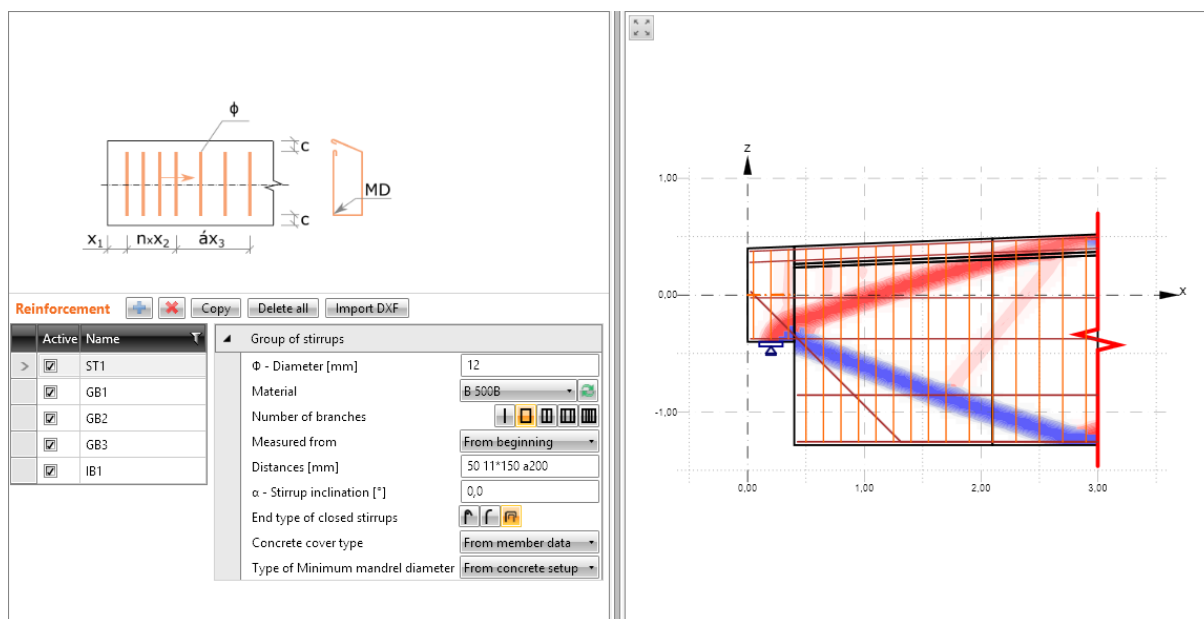 ϕ
c
MD
c
x1 n×x2 áx3
Reinforcement Copy Delete all Import DXF
Active Name
ST1
GB1
GB2
GB3
IB1
Group of stirrups
Φ - Diameter [mm] 12
Material B 500B
Number of branches
Measured from From beginning
Distances [mm] 50 11*150 a200
α - Stirrup inclination [°] 0,0
End type of closed stirrups
Concrete cover type From member data
Type of Minimum mandrel diameter From concrete setup
z
1,00
0,00
x
-1,00
0,00 1,00 2,00 3,00